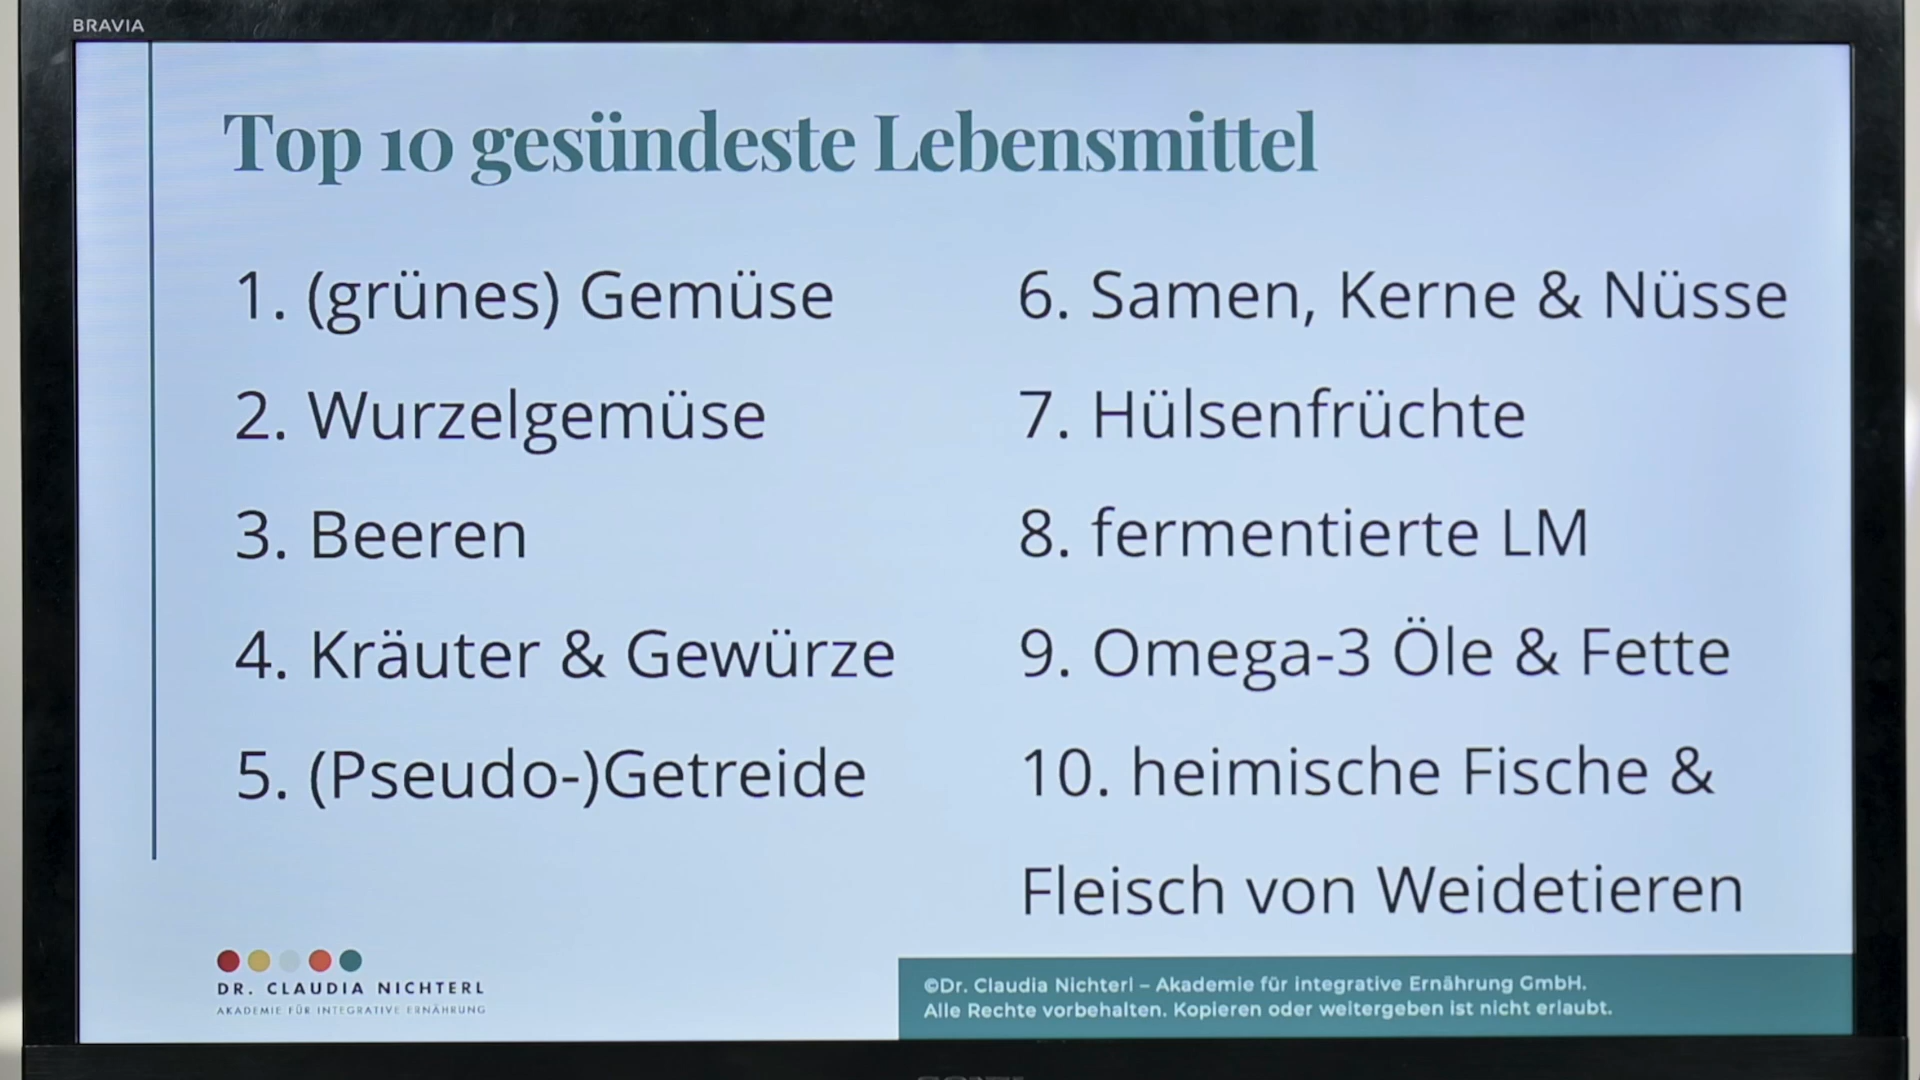 BRAVIA
Top 10 gesündeste Lebensmittel
1. (grünes) Gemüse
2. Wurzelgemüse
3. Beeren
4. Kräuter & Gewürze
5. (Pseudo-)Getreide
6. Samen, Kerne & Nüsse
7. Hülsenfrüchte
8. fermentierte LM
9. Omega-3 Öle & Fette
10. heimische Fische &
Fleisch von Weidetieren
DR. CLAUDIA NICHTERL
AKADEMIE FÜR INTEGRATIVE ERNÄHRUNG
©Dr. Claudia Nichterl – Akademie für integrative Ernährung GmbH.
Alle Rechte vorbehalten. Kopieren oder weitergeben ist nicht erlaubt.